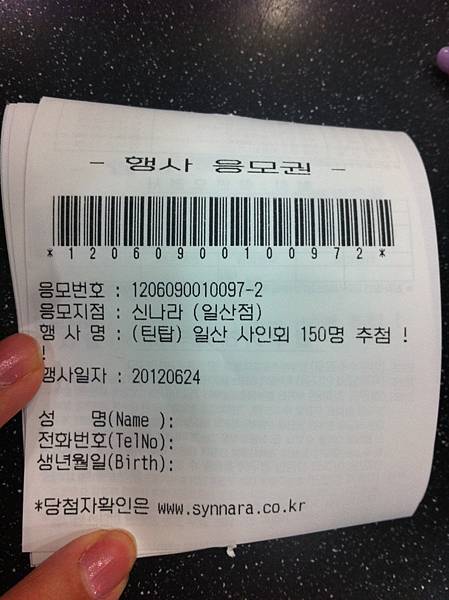 - 행사 응모권 -
*1206090010​0972*
응모번호 : 1206090010097-2
응모지점 : 신나라 (일산점)
행 사 명 : (틴탑) 일산 사인회 150명 추첨 !
!
행사일자 : 20120624
성 명(Name ):
전화번호(TelNo):
생년월일(Birth):
*당첨자확인은 www.synnara.co.kr